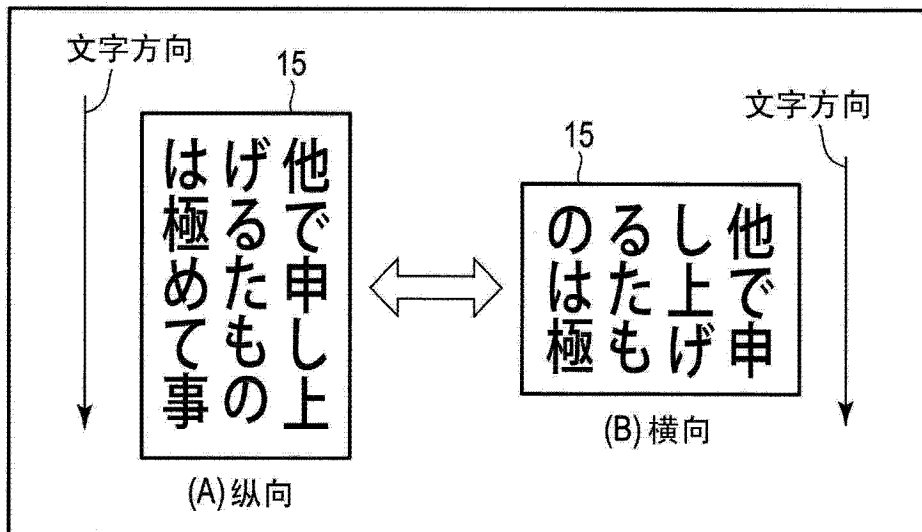 文字方向
15
他で申し上
げるたもの
は極めて事
(A)纵向
文字方向
15
他で申
し上げ
るたも
のは極
(B)横向